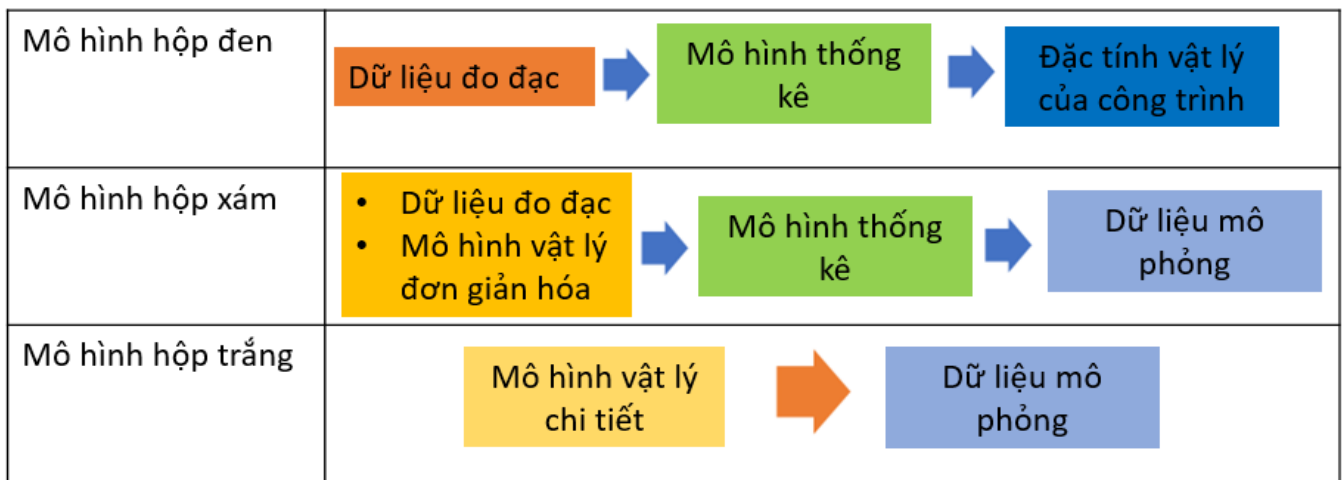 Mô hình hộp đen
Dữ liệu đo đạc
Mô hình thống
kê
Đặc tính vật lý
của công trình
Mô hình hộp xám
• Dữ liệu đo đạc
• Mô hình vật lý
đơn giản hóa
Mô hình thống
kê
Dữ liệu mô
phỏng
Mô hình hộp trắng
Mô hình vật lý
chi tiết
Dữ liệu mô
phỏng